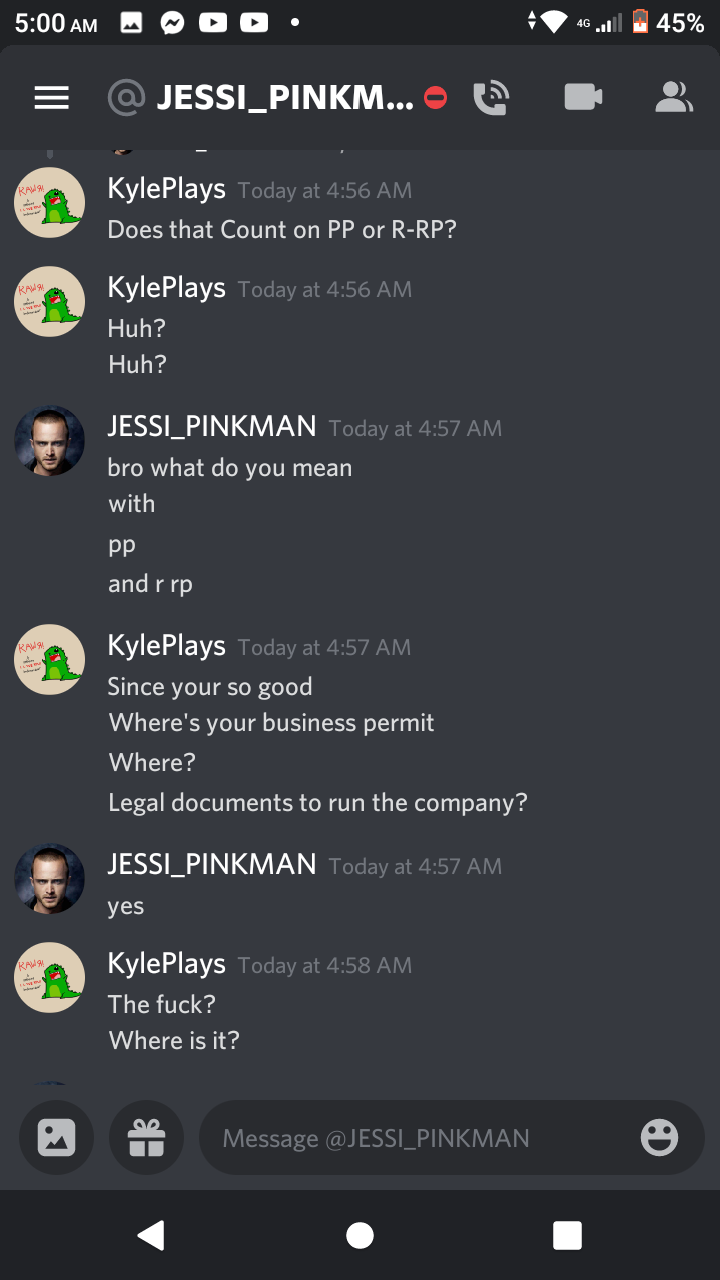 5:00 AM 4G 45%
@ JESSI_PINKM...
KylePlays Today at 4:56 AM
Does that Count on PP or R-RP?
KylePlays Today at 4:56 AM
Huh?
Huh?
JESSI_PINKMAN Today at 4:57 AM
bro what do you mean
with
pp
and r rp
KylePlays Today at 4:57 AM
Since your so good
Where's your business permit
Where?
Legal documents to run the company?
JESSI_PINKMAN Today at 4:57 AM
yes
KylePlays Today at 4:58 AM
The fuck?
Where is it?
Message @JESSI_PINKMAN